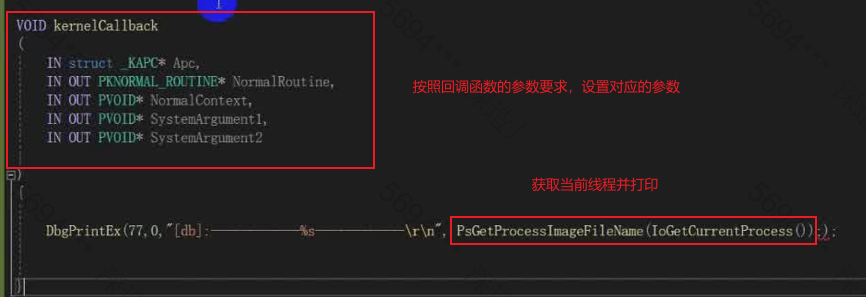 VOID kernelCallback
(
IN struct _KAPC* Apc,
IN OUT PKNORMAL_ROUTINE* NormalRoutine,
IN OUT PVOID* NormalContext,
IN OUT PVOID* SystemArgument1,
IN OUT PVOID* SystemArgument2
按照回调函数的参数要求，设置对应的参数
)
{
获取当前线程并打印
DbgPrintEx(77,0,"[db]:————————%s————————\r\n", PsGetProcessImageFileName(IoGetCurrentProcess()););
}